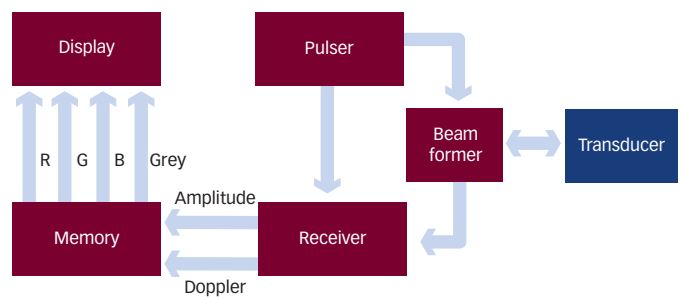 Display
Pulser
Beam
former
Transducer
R
G
B
Grey
Amplitude
Memory
Receiver
Doppler